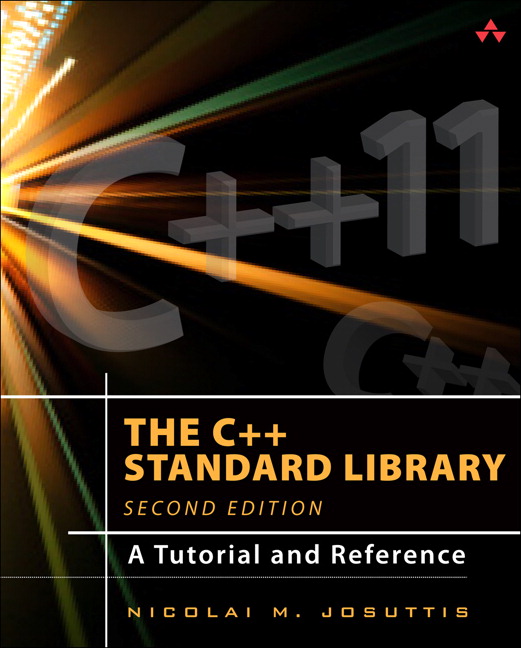 C++11
C++
THE C++
STANDARD LIBRARY
SECOND EDITION
A Tutorial and Reference
NICOLAI M. JOSUTTIS